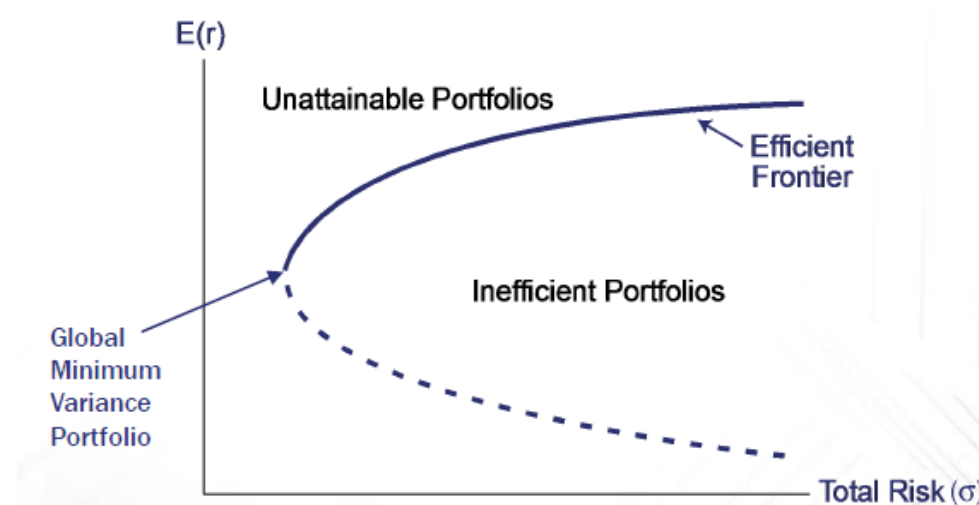 E(r)
Unattainable Portfolios
Efficient
Frontier
Inefficient Portfolios
Global
Minimum
Variance
Portfolio
Total Risk (σ)